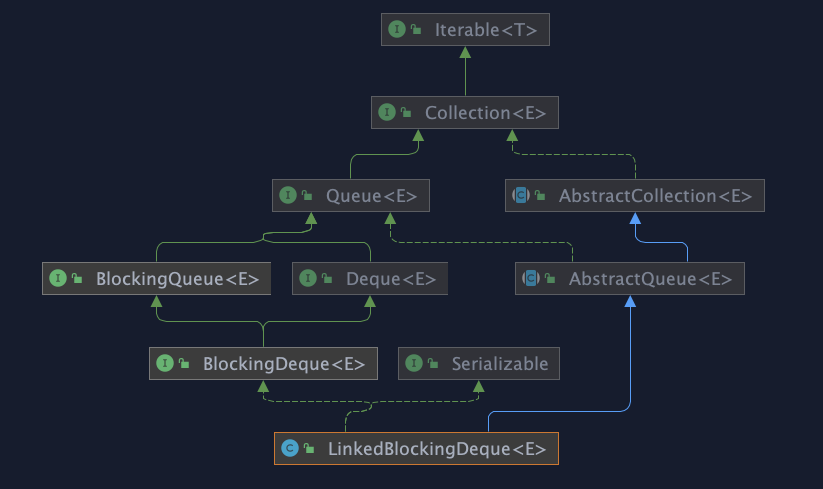 I Iterable<T>
I Collection<E>
I Queue<E>
C AbstractCollection<E>
I BlockingQueue<E>
I Deque<E>
C AbstractQueue<E>
I BlockingDeque<E>
I Serializable
C LinkedBlockingDeque<E>